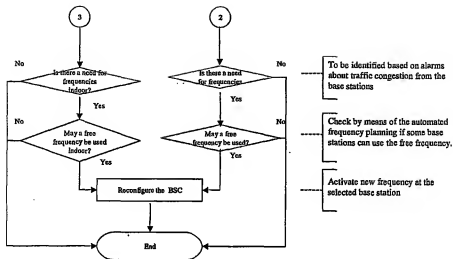 3
2
No
Is there a need
for
frequencies
Indoor?
Yes
Is there a need
for frequencies
No
Yes
To be identified based on alarms
about traffic congestion from the
base stations
No
May a free
frequency be used
Indoor?
Yes
May a free
frequency be used?
No
Yes
Check by means of the automated
frequency planning if some base
stations can use the free frequency.
Reconfigure the BSC
Activate new frequency at the
selected base station
End